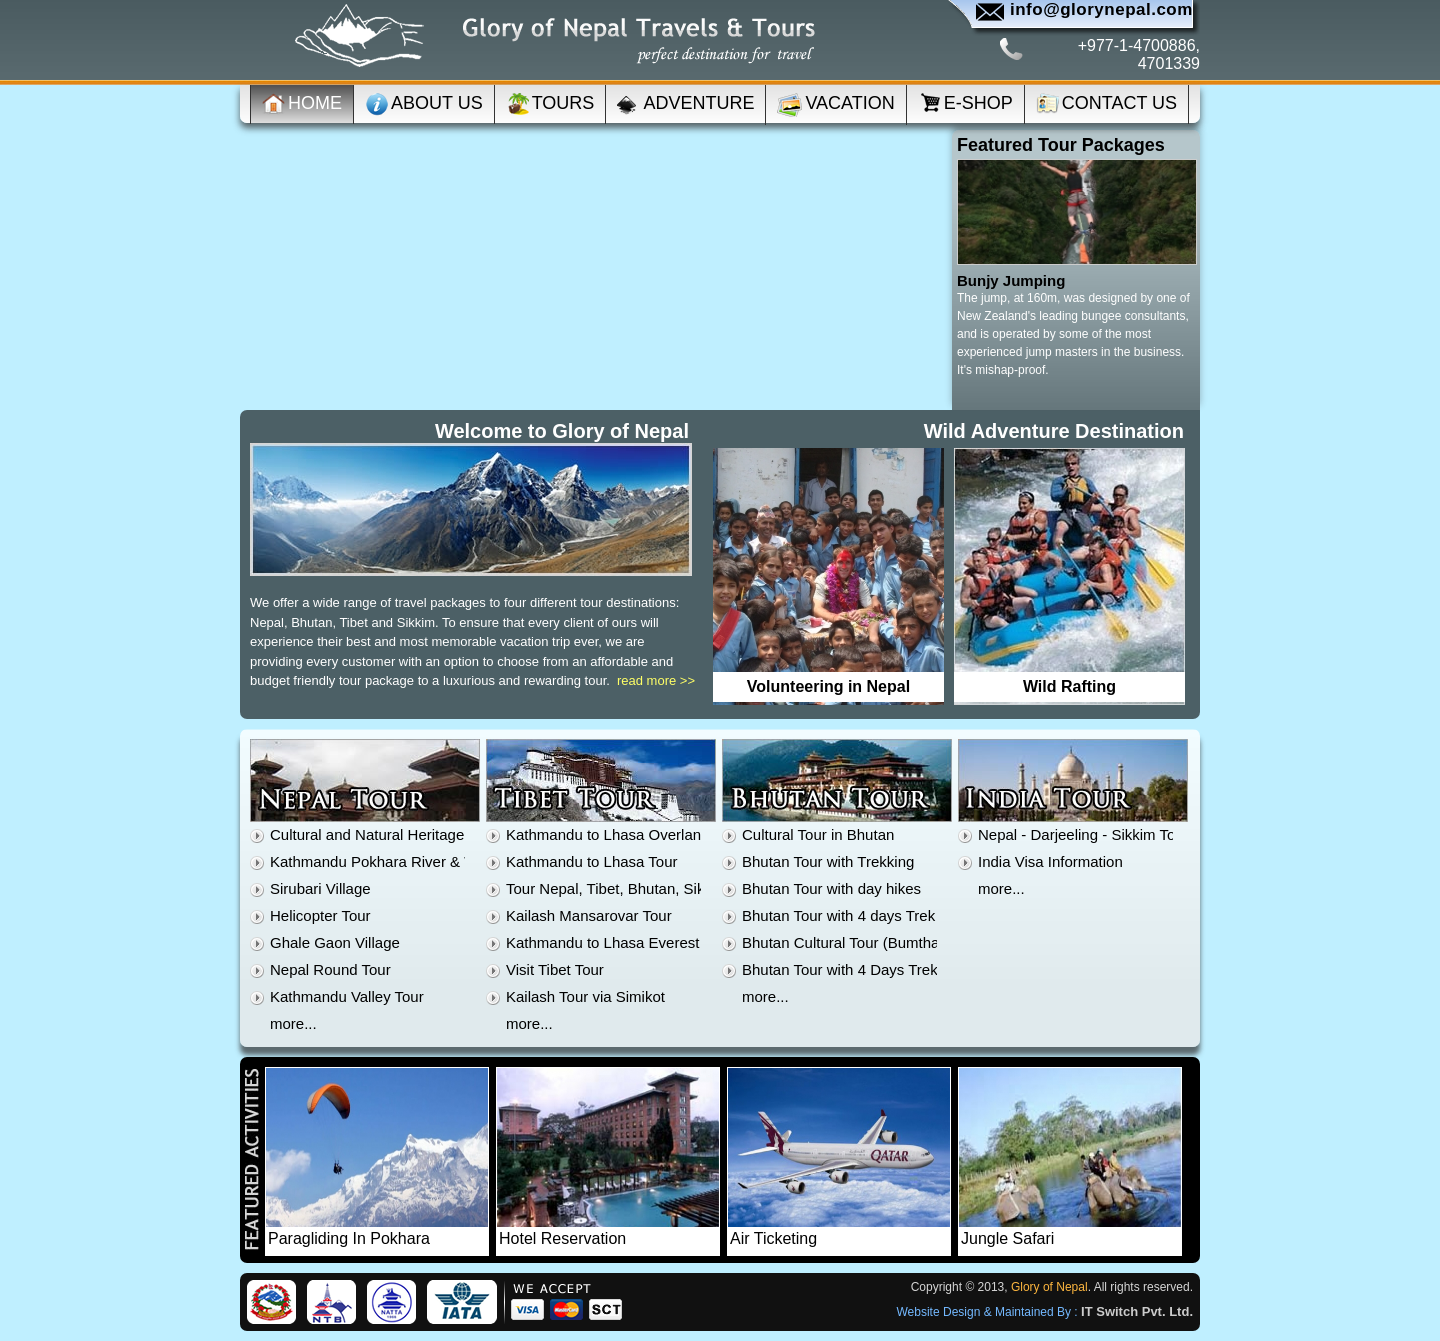 Glory of Nepal Travels & Tours
perfect destination for travel
info@glorynepal.com
+977-1-4700886,
4701339
HOME
ABOUT US
TOURS
ADVENTURE
VACATION
E-SHOP
CONTACT US
Featured Tour Packages
Bunjy Jumping
The jump, at 160m, was designed by one of
New Zealand's leading bungee consultants,
and is operated by some of the most
experienced jump masters in the business.
It's mishap-proof.
Welcome to Glory of Nepal
We offer a wide range of travel packages to four different tour destinations:
Nepal, Bhutan, Tibet and Sikkim. To ensure that every client of ours will
experience their best and most memorable vacation trip ever, we are
providing every customer with an option to choose from an affordable and
budget friendly tour package to a luxurious and rewarding tour. read more >>
Wild Adventure Destination
Volunteering in Nepal
Wild Rafting
Nepal Tour
Cultural and Natural Heritage
Kathmandu Pokhara River &
Sirubari Village
Helicopter Tour
Ghale Gaon Village
Nepal Round Tour
Kathmandu Valley Tour
more...
Tibet Tour
Kathmandu to Lhasa Overlan
Kathmandu to Lhasa Tour
Tour Nepal, Tibet, Bhutan, Sik
Kailash Mansarovar Tour
Kathmandu to Lhasa Everest
Visit Tibet Tour
Kailash Tour via Simikot
more...
Bhutan Tour
Cultural Tour in Bhutan
Bhutan Tour with Trekking
Bhutan Tour with day hikes
Bhutan Tour with 4 days Trek
Bhutan Cultural Tour (Bumtha
Bhutan Tour with 4 Days Trek
more...
India Tour
Nepal - Darjeeling - Sikkim To
India Visa Information
more...
FEATURED ACTIVITIES
Paragliding In Pokhara
Hotel Reservation
QATAR
Air Ticketing
Jungle Safari
NTB
NATTA
IATA
WE ACCEPT
VISA
MasterCard
SCT
Copyright © 2013, Glory of Nepal. All rights reserved.
Website Design & Maintained By : IT Switch Pvt. Ltd.